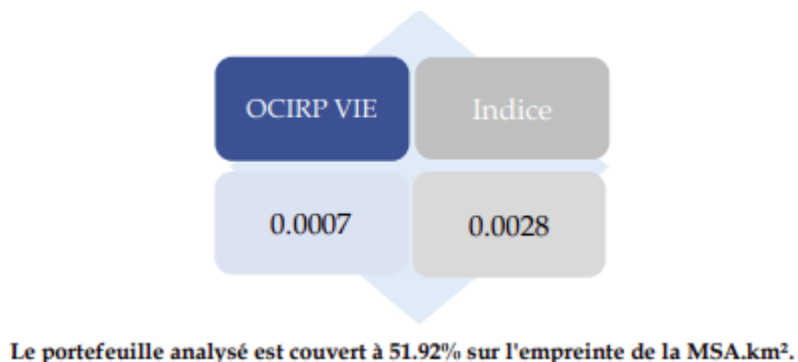 OCIRP VIE Indice
0.0007 0.0028
Le portefeuille analysé est couvert à 51.92% sur l'empreinte de la MSA.km².